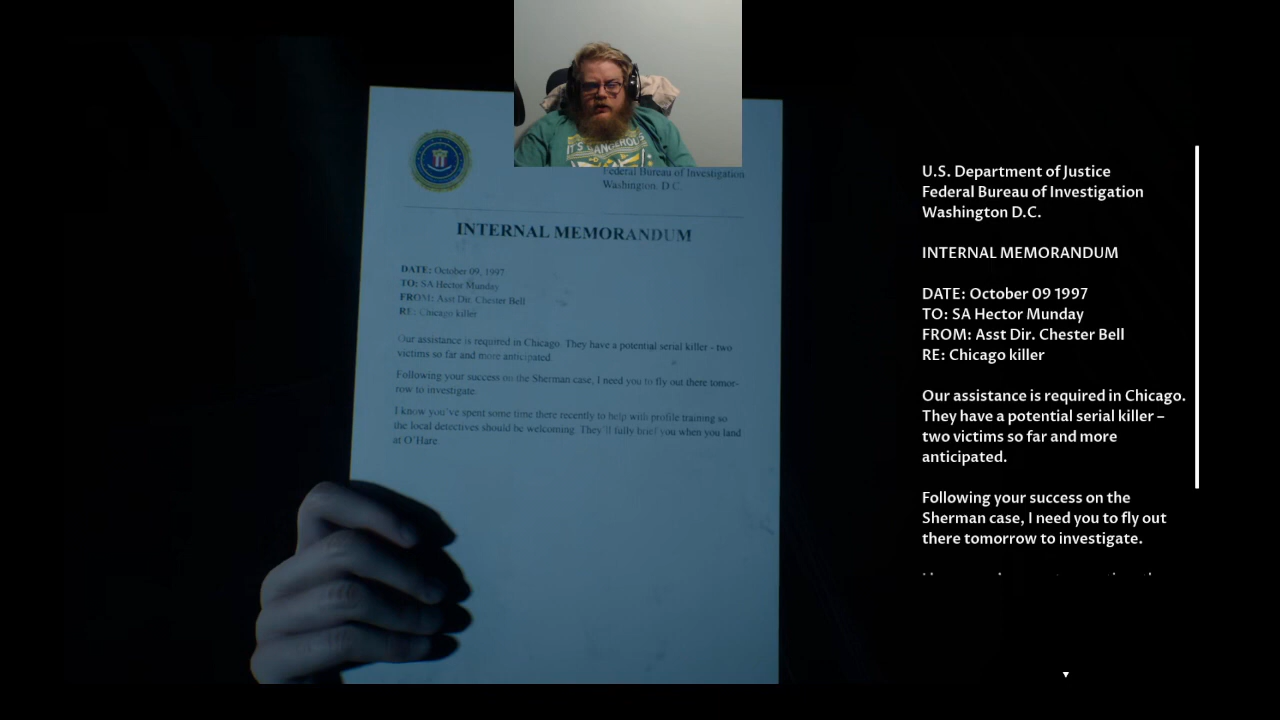 IT'S DANGEROUS
Federal Bureau of Investigation
Washington, D.C.
INTERNAL MEMORANDUM
DATE: October 09, 1997
TO: SA Hector Munday
FROM: Asst Dir. Chester Bell
RE: Chicago killer
Our assistance is required in Chicago. They have a potential serial killer - two
victims so far and more anticipated.
Following your success on the Sherman case, I need you to fly out there tomor-
row to investigate.
I know you've spent some time there recently to help with profile training so
the local detectives should be welcoming. They'll fully brief you when you land
at O'Hare.
U.S. Department of Justice
Federal Bureau of Investigation
Washington D.C.
INTERNAL MEMORANDUM
DATE: October 09 1997
TO: SA Hector Munday
FROM: Asst Dir. Chester Bell
RE: Chicago killer
Our assistance is required in Chicago.
They have a potential serial killer –
two victims so far and more
anticipated.
Following your success on the
Sherman case, I need you to fly out
there tomorrow to investigate.